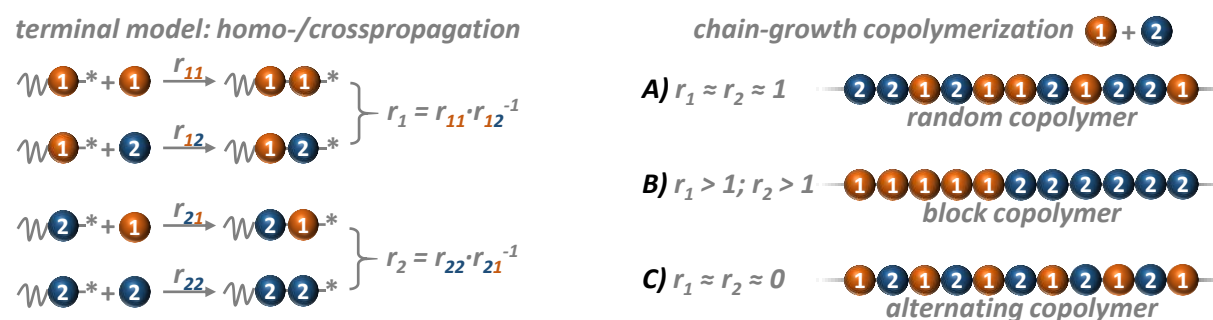 terminal model: homo-/crosspropagation
1 * + 1 r11 1 1 *
1 * + 2 r12 1 2 *
r1 = r11·r12-1
2 * + 1 r21 2 1 *
2 * + 2 r22 2 2 *
r2 = r22·r21-1
chain-growth copolymerization 1 + 2
A) r1 ≈ r2 ≈ 1 2 2 1 2 1 1 2 1 2 2 1
random copolymer
B) r1 > 1; r2 > 1 1 1 1 1 1 2 2 2 2 2 2
block copolymer
C) r1 ≈ r2 ≈ 0 1 2 1 2 1 2 1 2 1 2 1
alternating copolymer